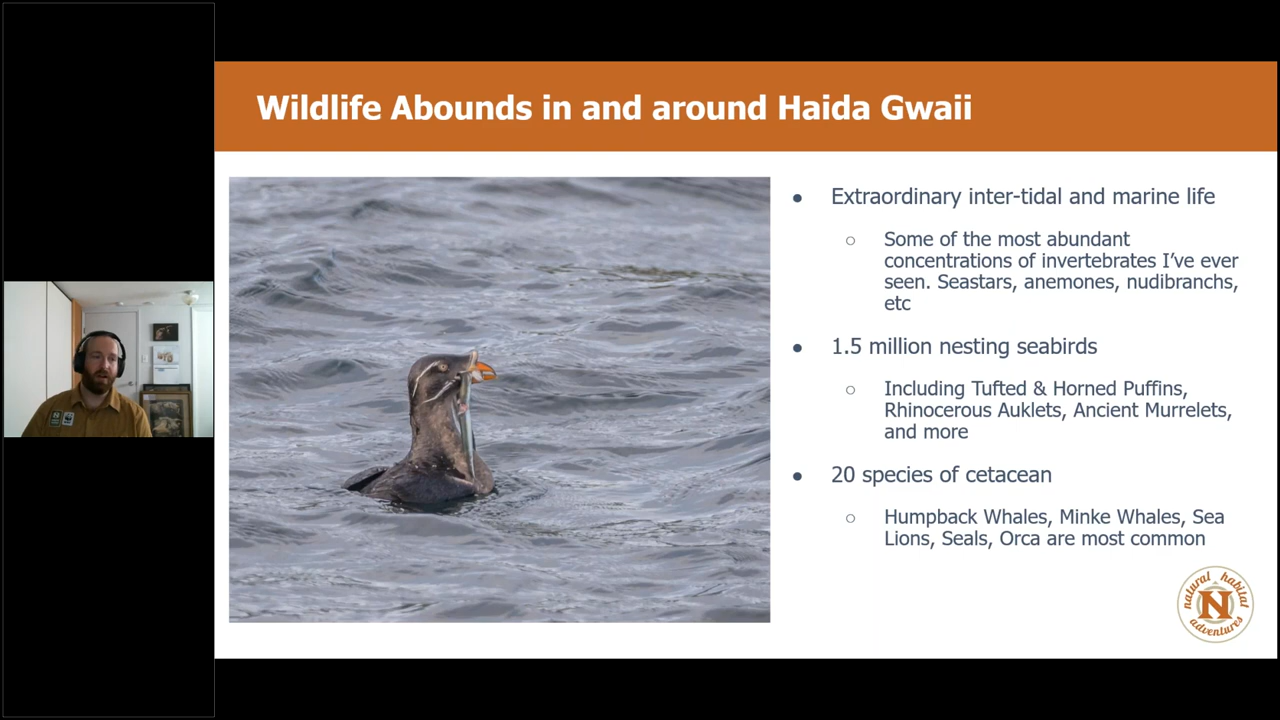 Wildlife Abounds in and around Haida Gwaii
● Extraordinary inter-tidal and marine life
○ Some of the most abundant
concentrations of invertebrates I've ever
seen. Seastars, anemones, nudibranchs,
etc
● 1.5 million nesting seabirds
○ Including Tufted & Horned Puffins,
Rhinocerous Auklets, Ancient Murrelets,
and more
● 20 species of cetacean
○ Humpback Whales, Minke Whales, Sea
Lions, Seals, Orca are most common
natural habitat
N
adventures